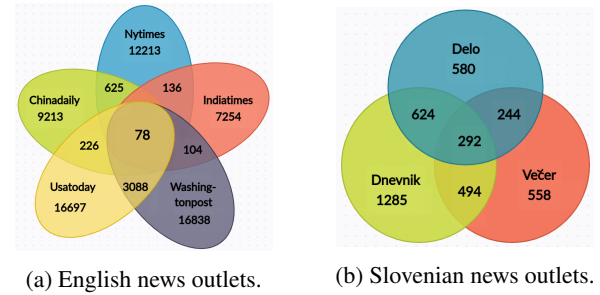 Nytimes
12213
625
136
Chinadaily
9213
Indiatimes
7254
78
226
104
Usatoday
16697
3088
Washing-
tonpost
16838
(a) English news outlets.
Delo
580
624
244
292
Dnevnik
1285
494
Večer
558
(b) Slovenian news outlets.